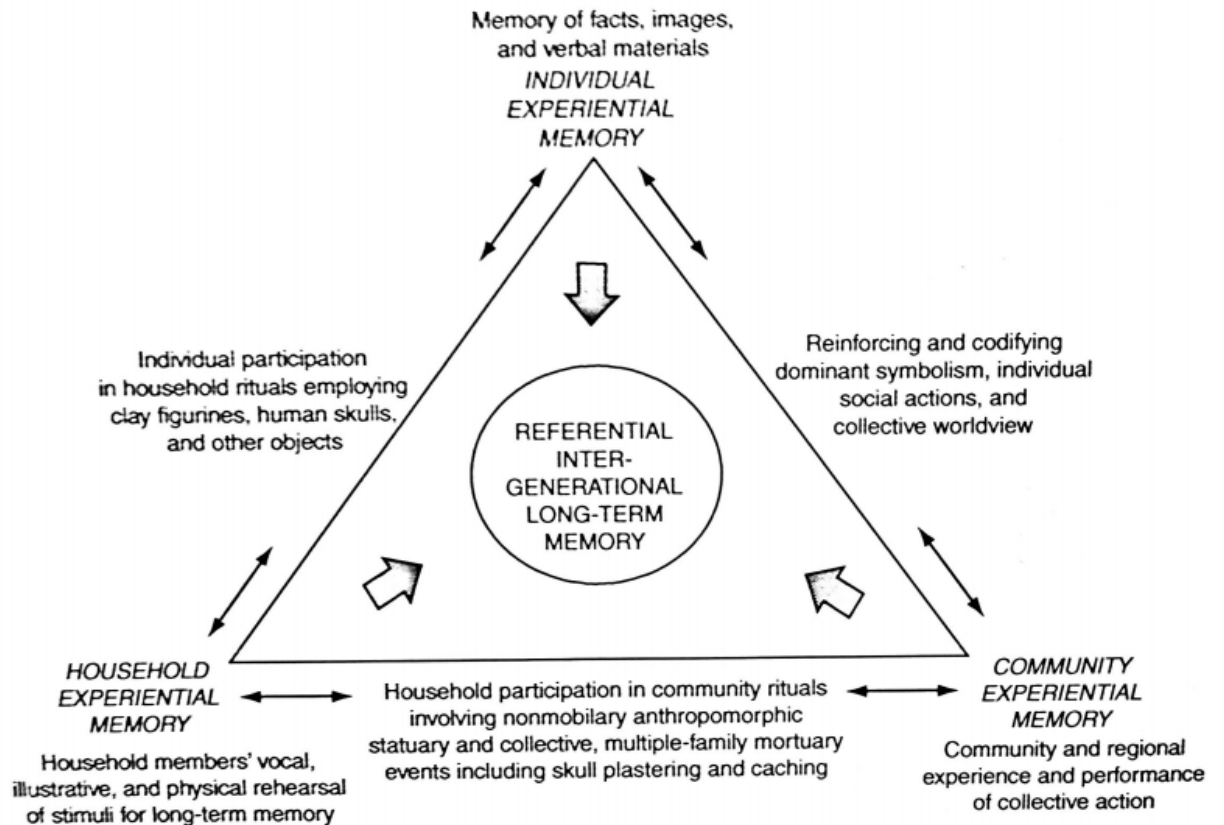 Memory of facts, images,
and verbal materials
INDIVIDUAL
EXPERIENTIAL
MEMORY
Individual participation
in household rituals employing
clay figurines, human skulls,
and other objects
Reinforcing and codifying
dominant symbolism, individual
social actions, and
collective worldview
REFERENTIAL
INTER-
GENERATIONAL
LONG-TERM
MEMORY
HOUSEHOLD
EXPERIENTIAL
MEMORY
Household members' vocal,
illustrative, and physical rehearsal
of stimuli for long-term memory
Household participation in community rituals
involving nonmobilary anthropomorphic
statuary and collective, multiple-family mortuary
events including skull plastering and caching
COMMUNITY
EXPERIENTIAL
MEMORY
Community and regional
experience and performance
of collective action